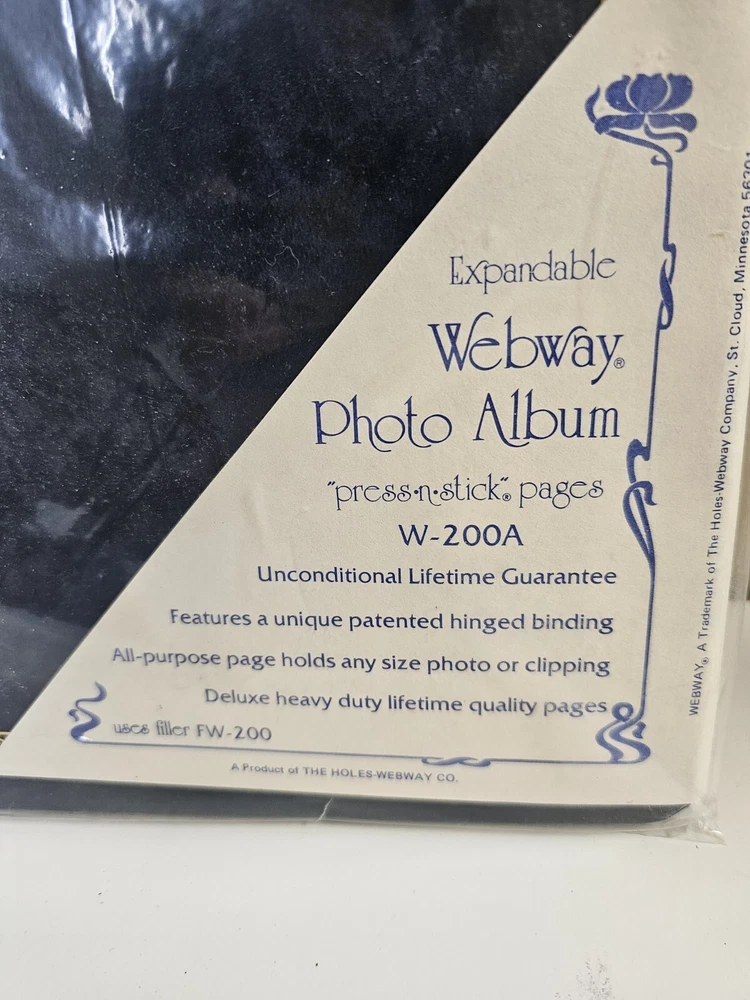 Expandable
Webway®
Photo Album
"press·n·stick"® pages
W-200A
Unconditional Lifetime Guarantee
Features a unique patented hinged binding
All-purpose page holds any size photo or clipping
Deluxe heavy duty lifetime quality pages
uses filler FW-200
A Product of THE HOLES-WEBWAY CO.
WEBWAY® A Trademark of The Holes-Webway Company, St. Cloud, Minnesota 56301